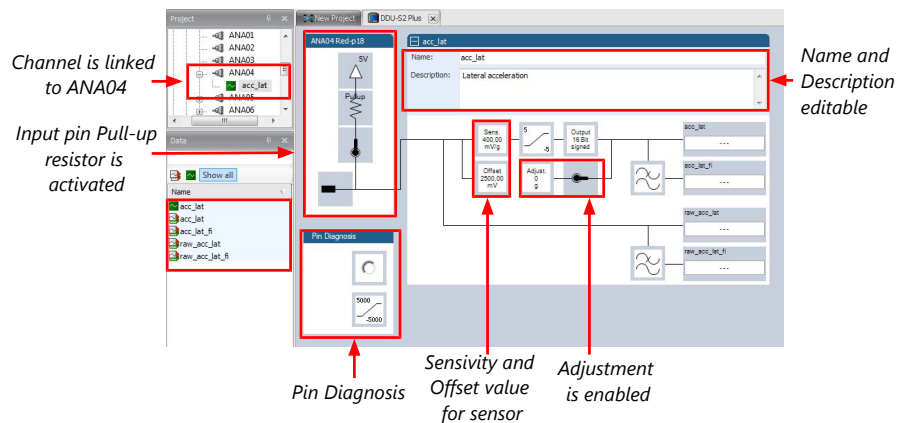 Project
New Project
DDU-S2 Plus
ANA01
ANA02
ANA03
ANA04
acc_lat
ANA05
ANA06
Channel is linked
to ANA04
Input pin Pull-up
resistor is
activated
Data
Show all
Name
acc_lat
acc_lat
acc_lat_fi
raw_acc_lat
raw_acc_lat_fi
ANA04 Red-p18
5V
Pullup
Pin Diagnosis
5000
-5000
acc_lat
Name:
acc_lat
Description:
Lateral acceleration
Name and
Description
editable
Sens.
400,00
mV/g
5
-5
Output
16 Bit
signed
Offset
2500,00
mV
Adjust.
0
g
acc_lat
---
acc_lat_fi
---
raw_acc_lat
---
raw_acc_lat_fi
---
Pin Diagnosis
Sensivity and
Offset value
for sensor
Adjustment
is enabled